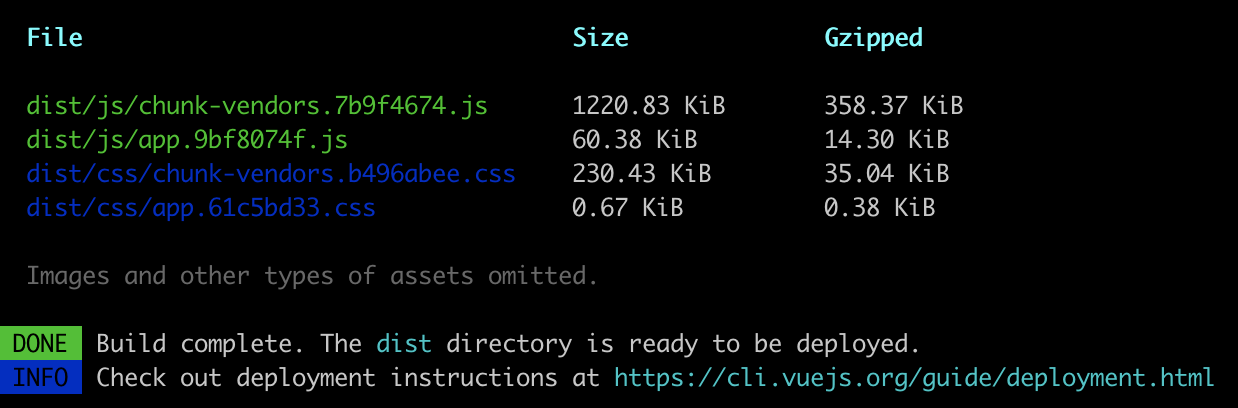 File Size Gzipped
dist/js/chunk-vendors.7b9f4674.js 1220.83 KiB 358.37 KiB
dist/js/app.9bf8074f.js 60.38 KiB 14.30 KiB
dist/css/chunk-vendors.b496abee.css 230.43 KiB 35.04 KiB
dist/css/app.61c5bd33.css 0.67 KiB 0.38 KiB
Images and other types of assets omitted.
DONE Build complete. The dist directory is ready to be deployed.
INFO Check out deployment instructions at https://cli.vuejs.org/guide/deployment.html